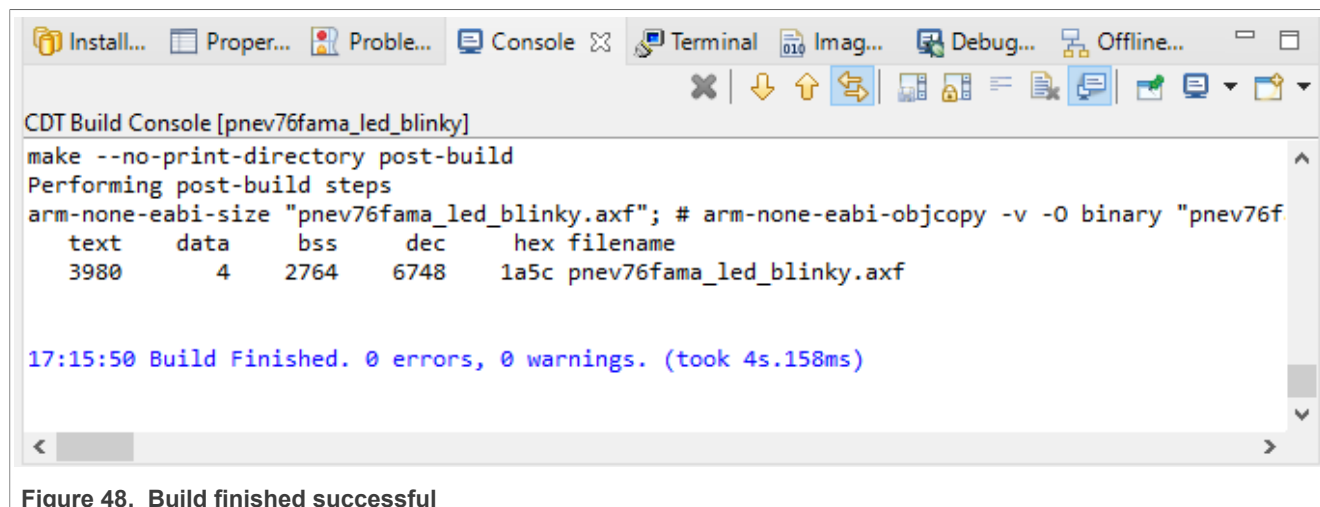 Install... Proper... Proble... Console Terminal Imag... Debug... Offline...
CDT Build Console [pnev76fama_led_blinky]
make --no-print-directory post-build
Performing post-build steps
arm-none-eabi-size "pnev76fama_led_blinky.axf"; # arm-none-eabi-objcopy -v -O binary "pnev76f
text data bss dec hex filename
3980 4 2764 6748 1a5c pnev76fama_led_blinky.axf
17:15:50 Build Finished. 0 errors, 0 warnings. (took 4s.158ms)
Figure 48. Build finished successful